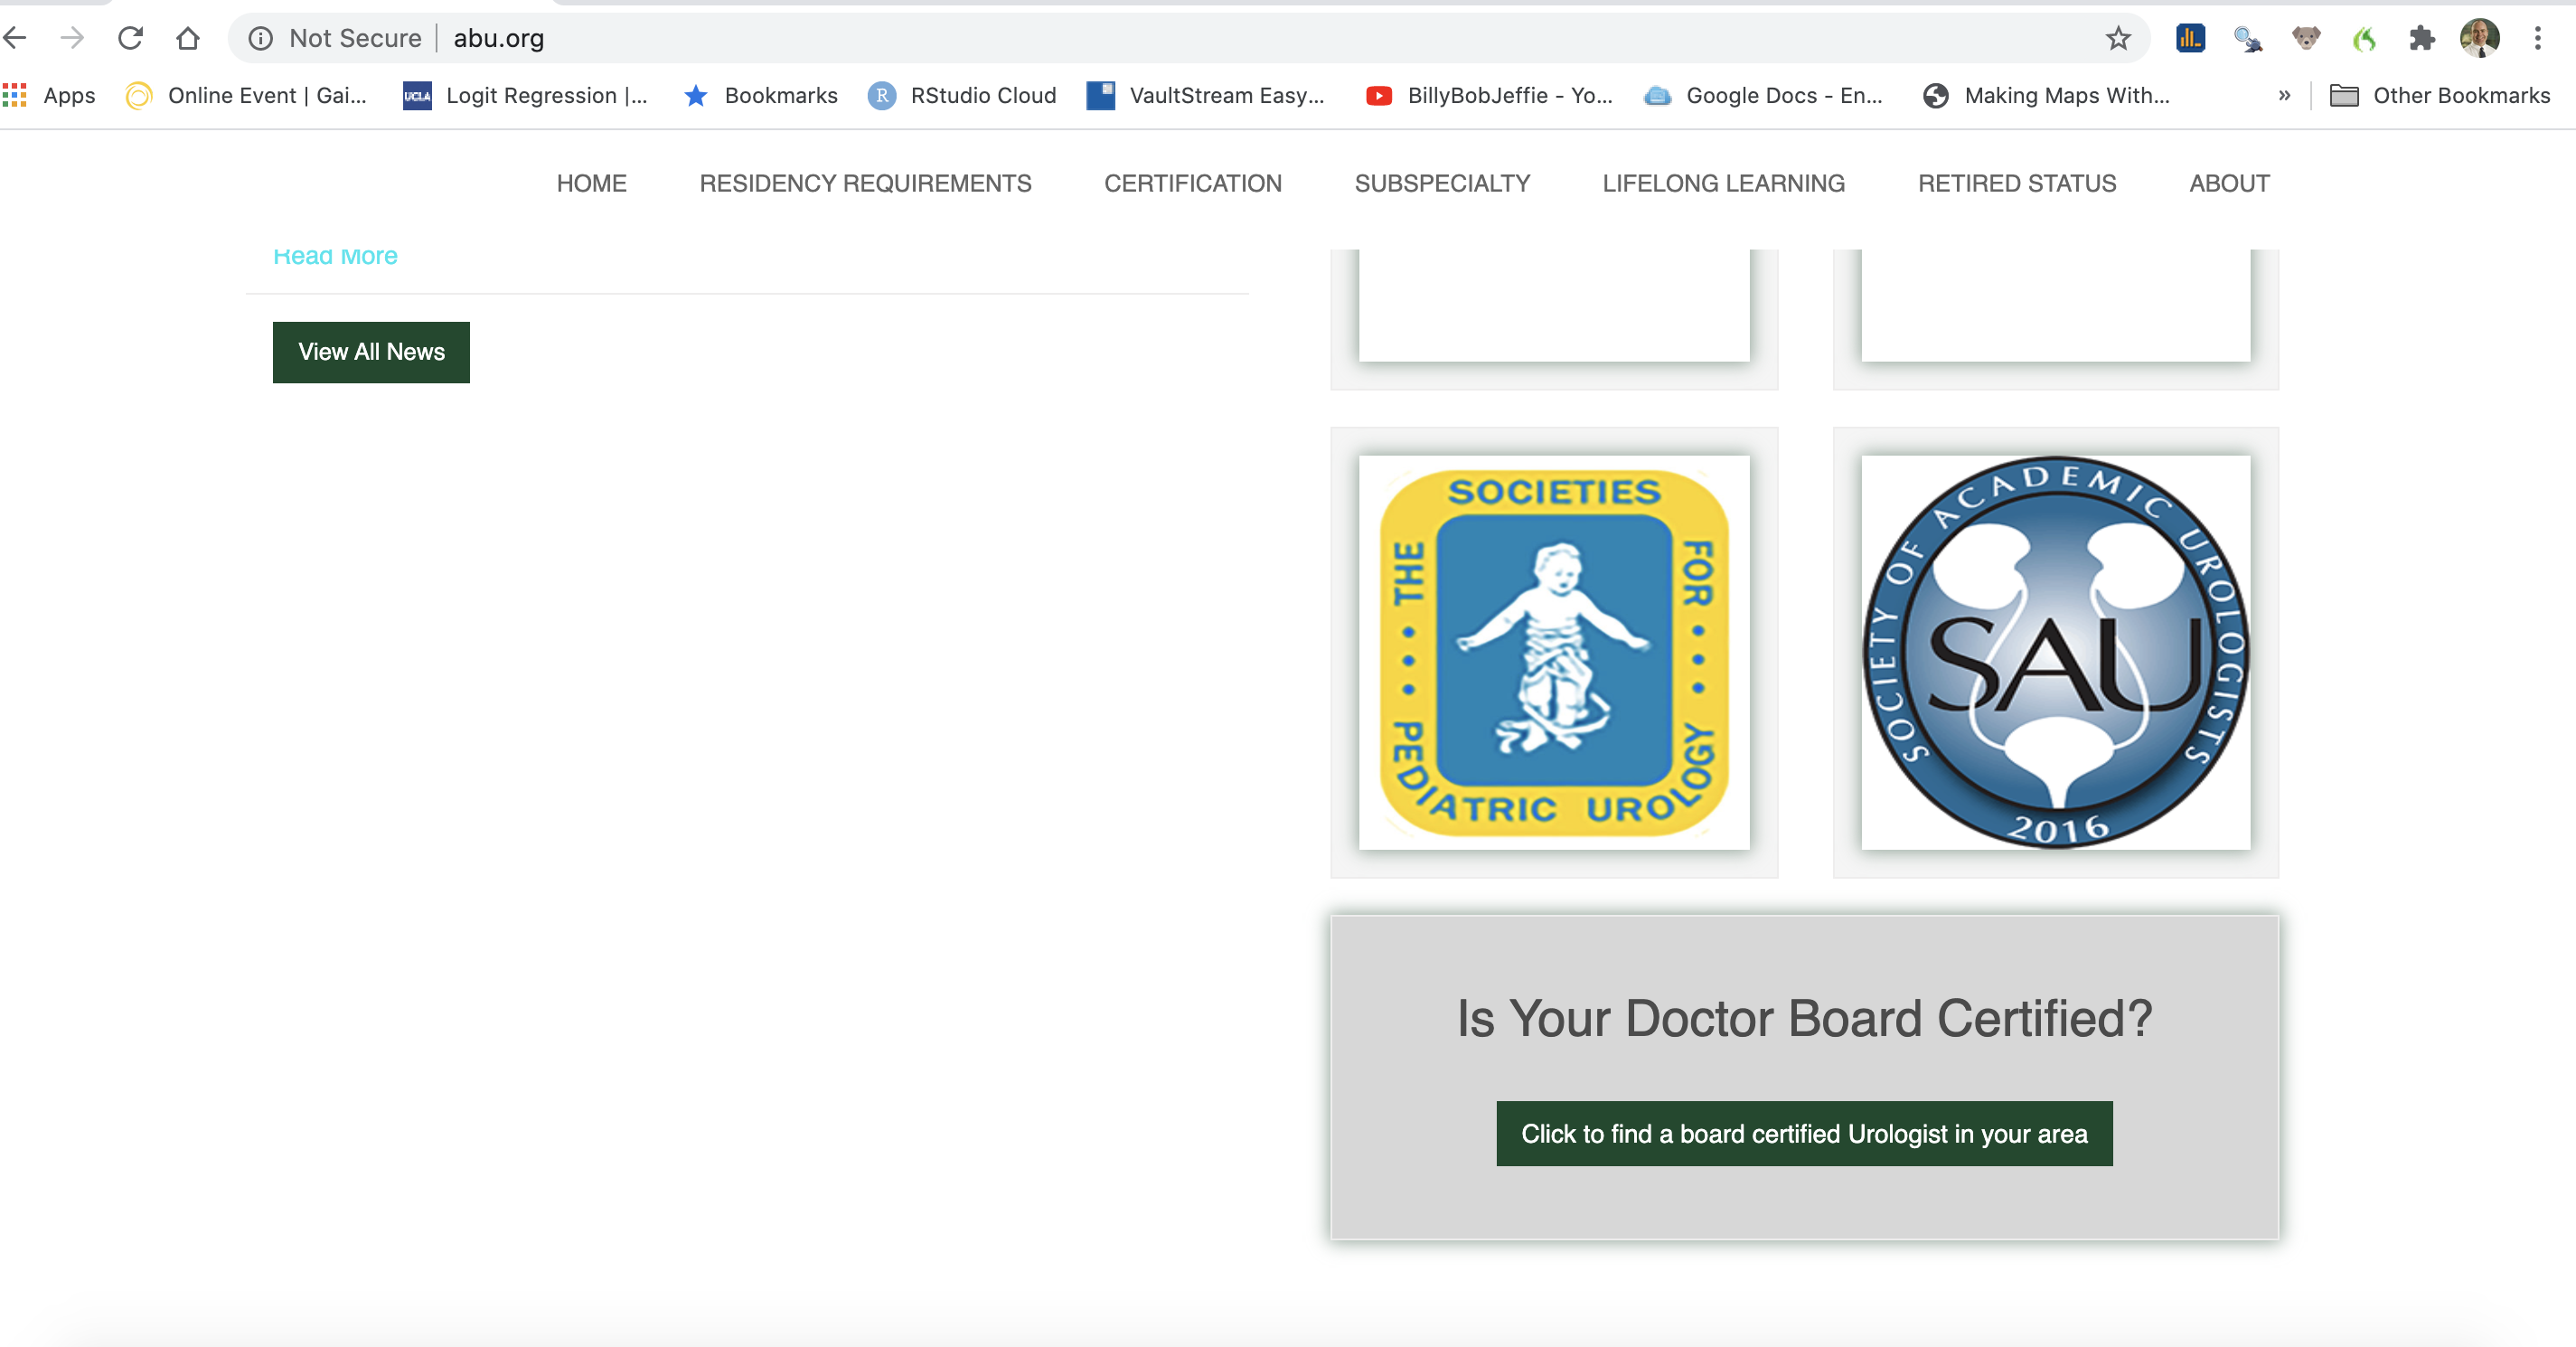 Not Secure | abu.org
Apps
Online Event | Gai...
UCLA
Logit Regression |...
Bookmarks
R
RStudio Cloud
VaultStream Easy...
BillyBobJeffie - Yo...
Google Docs - En...
Making Maps With...
»
Other Bookmarks
HOME
RESIDENCY REQUIREMENTS
CERTIFICATION
SUBSPECIALTY
LIFELONG LEARNING
RETIRED STATUS
ABOUT
Read More
View All News
THE SOCIETIES FOR
PEDIATRIC UROLOGY
SOCIETY OF ACADEMIC UROLOGISTS
SAU
2016
Is Your Doctor Board Certified?
Click to find a board certified Urologist in your area